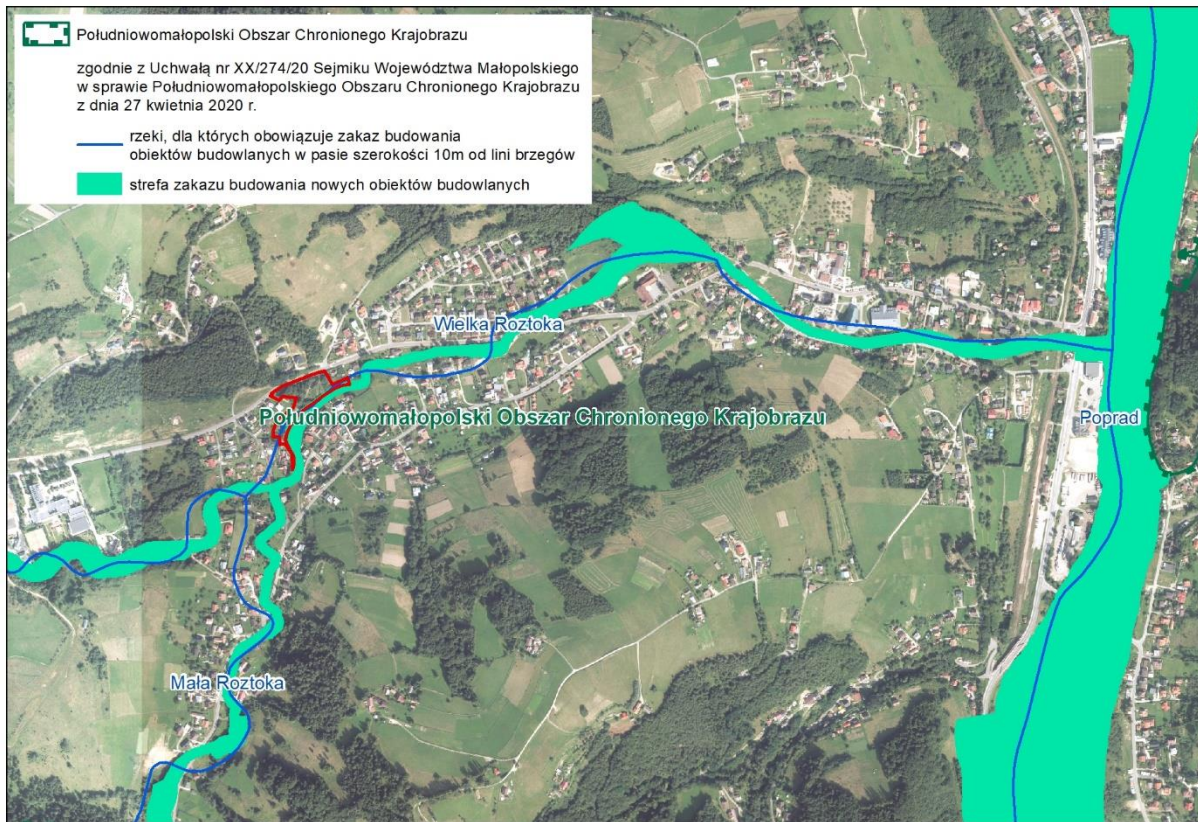 Południowomałopolski Obszar Chronionego Krajobrazu
zgodnie z Uchwałą nr XX/274/20 Sejmiku Województwa Małopolskiego
w sprawie Południowomałopolskiego Obszaru Chronionego Krajobrazu
z dnia 27 kwietnia 2020 r.
rzeki, dla których obowiązuje zakaz budowania
obiektów budowlanych w pasie szerokości 10m od lini brzegów
strefa zakazu budowania nowych obiektów budowlanych
Wielka Roztoka
Południowomałopolski Obszar Chronionego Krajobrazu
Poprad
Mała Roztoka